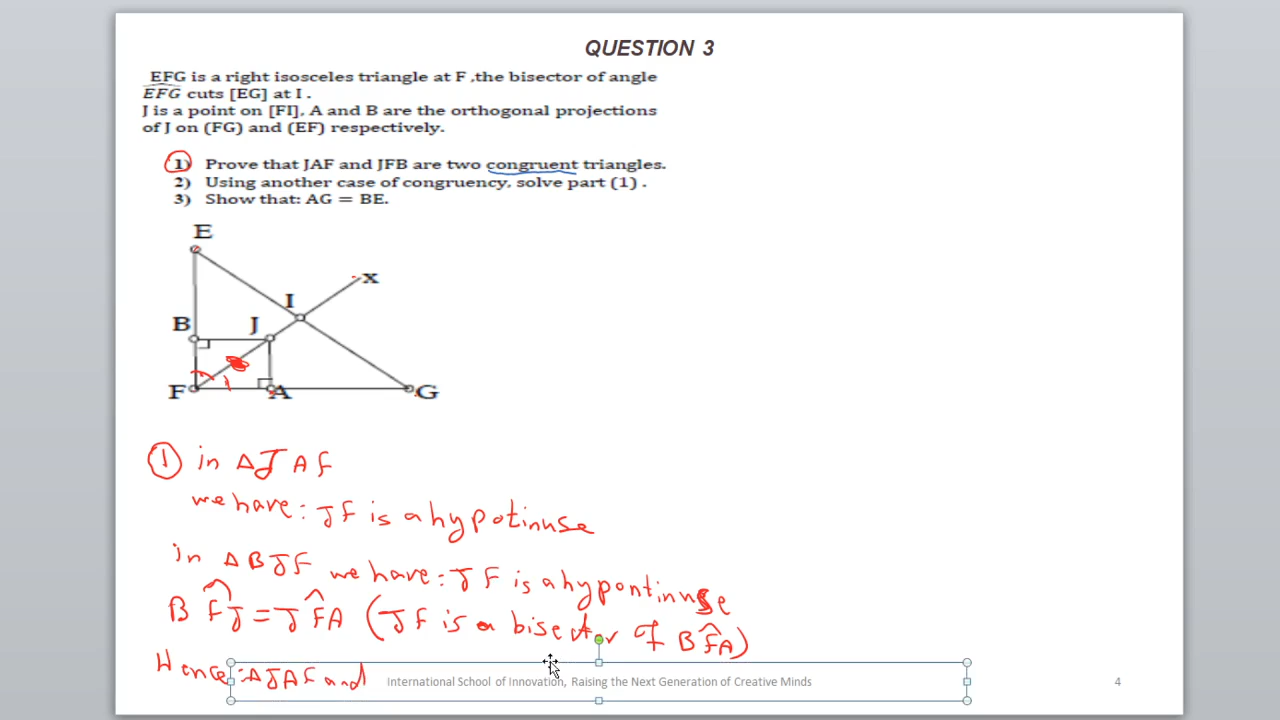 QUESTION 3
EFG is a right isosceles triangle at F ,the bisector of angle
EFG cuts [EG] at I .
J is a point on [FI], A and B are the orthogonal projections
of J on (FG) and (EF) respectively.
1) Prove that JAF and JFB are two congruent triangles.
2) Using another case of congruency, solve part (1) .
3) Show that: AG = BE.
E
X
I
B
J
F
A
G
① in ΔJAF
we have: JF is a hypotinuse
in ΔBJF we have: JF is a hypontinuse
BF̂J = JF̂A (JF is a bisector of BF̂A)
Hence: ΔJAF and
International School of Innovation, Raising the Next Generation of Creative Minds
4